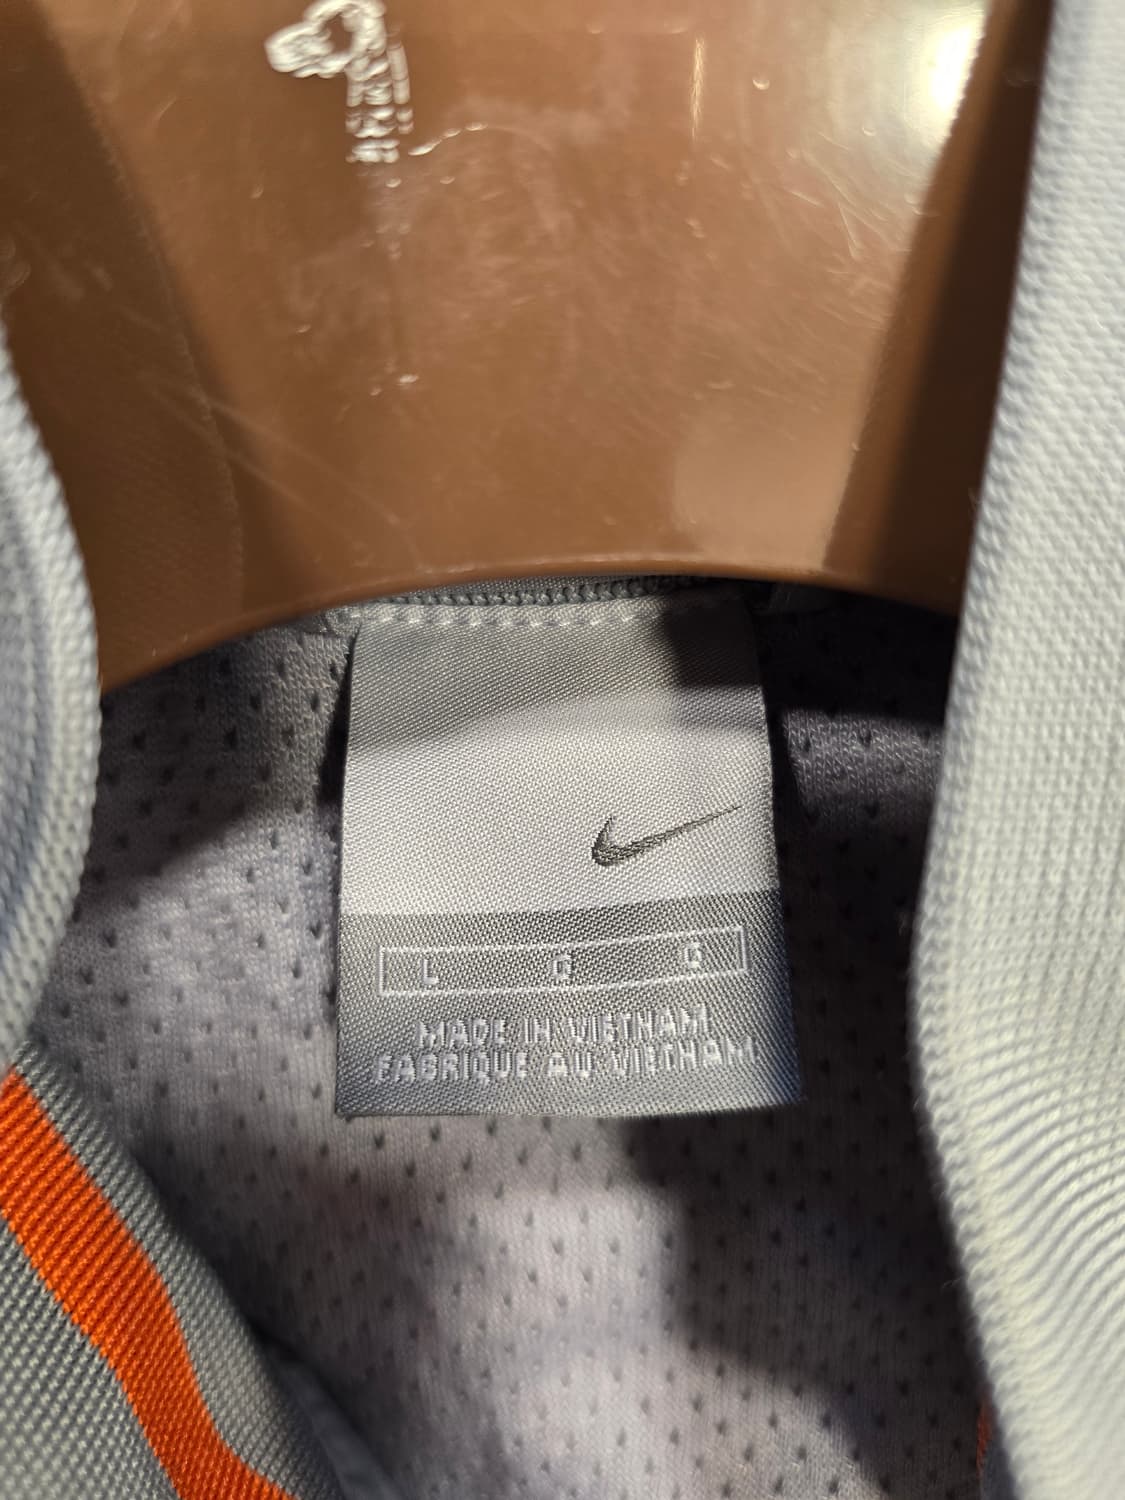 L G G
MADE IN VIETNAM
FABRIQUE AU VIETNAM